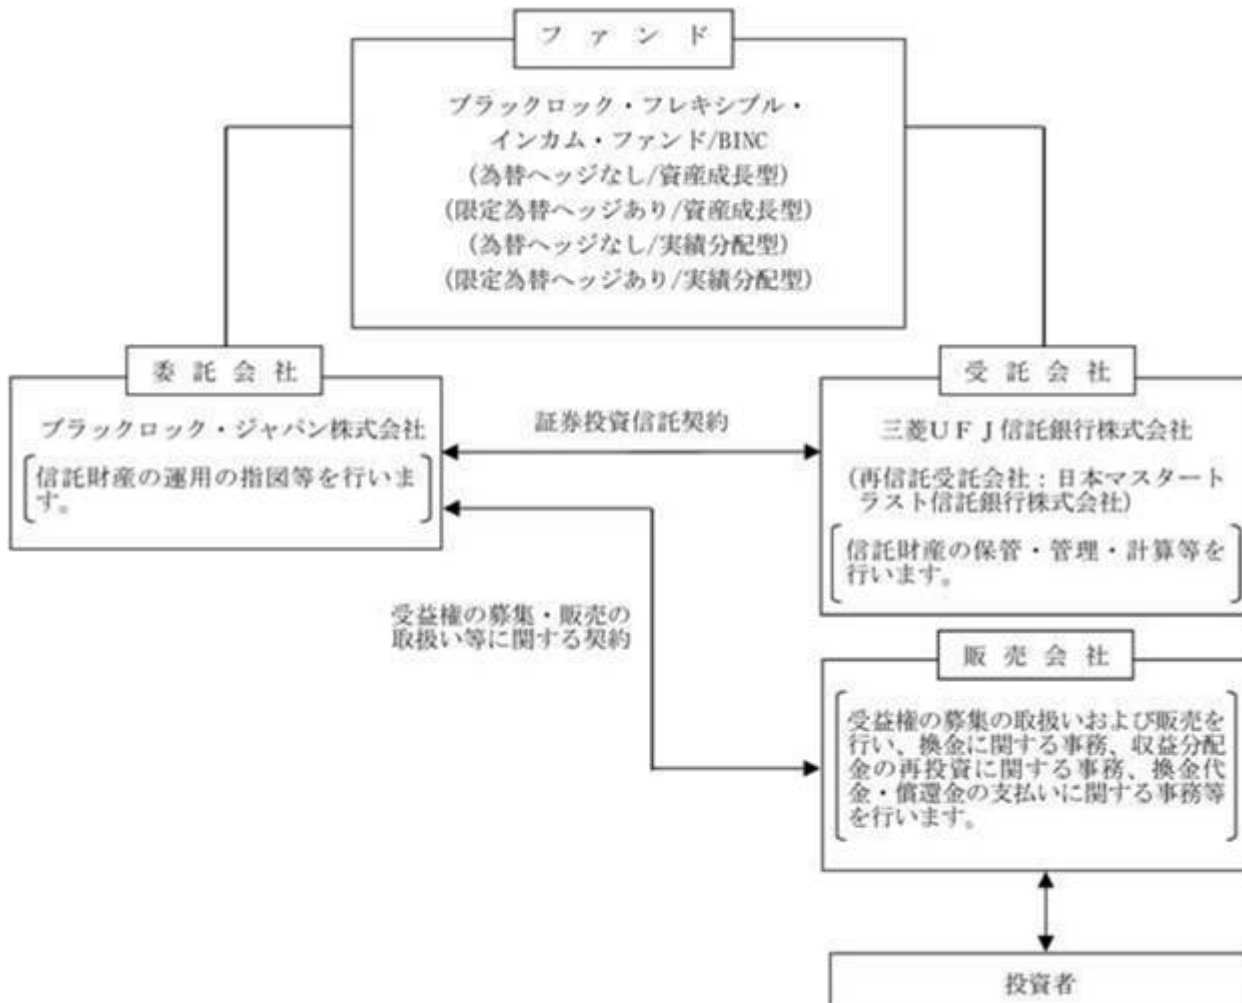 ファンド
ブラックロック・フレキシブル・
インカム・ファンド/BINC
(為替ヘッジなし/資産成長型)
(限定為替ヘッジあり/資産成長型)
(為替ヘッジなし/実績分配型)
(限定為替ヘッジあり/実績分配型)
委託会社
ブラックロック・ジャパン株式会社
信託財産の運用の指図等を行いま
す。
証券投資信託契約
受託会社
三菱UFJ信託銀行株式会社
(再信託受託会社:日本マスタート
ラスト信託銀行株式会社)
信託財産の保管・管理・計算等を
行います。
受益権の募集・販売の
取扱い等に関する契約
販売会社
受益権の募集の取扱いおよび販売を
行い、換金に関する事務、収益分配
金の再投資に関する事務、換金代
金・償還金の支払いに関する事務等
を行います。
投資者